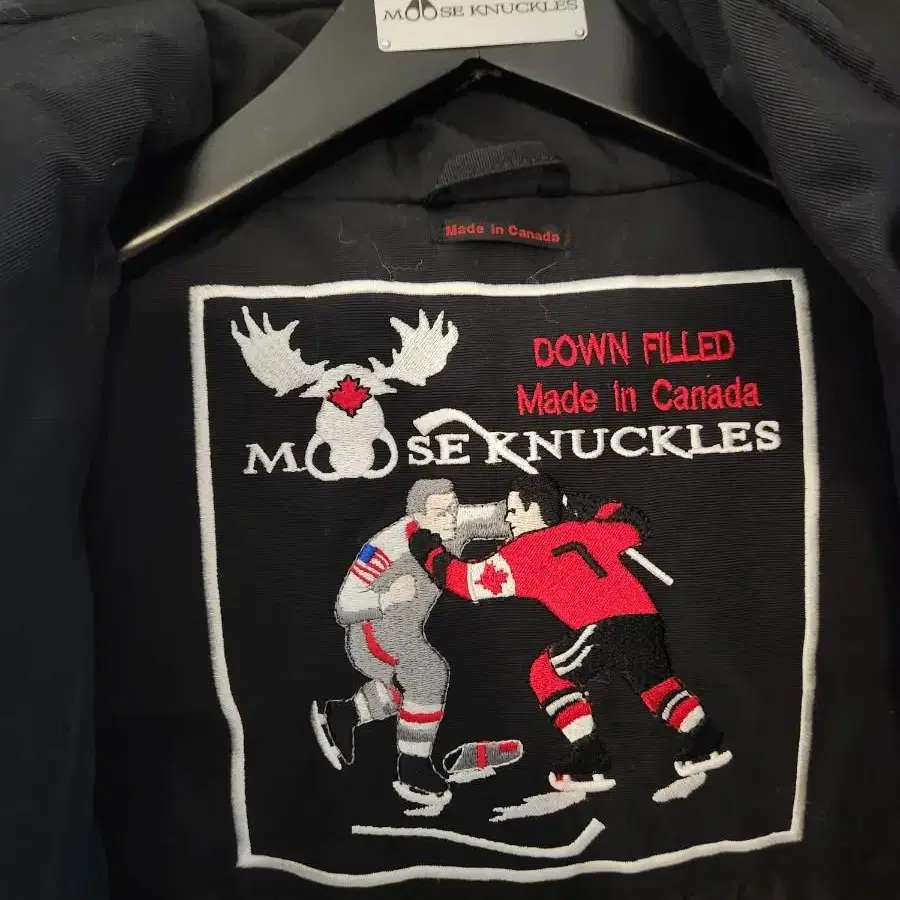 MOOSE KNUCKLES
Made in Canada
DOWN FILLED
Made In Canada
MOOSE KNUCKLES
7